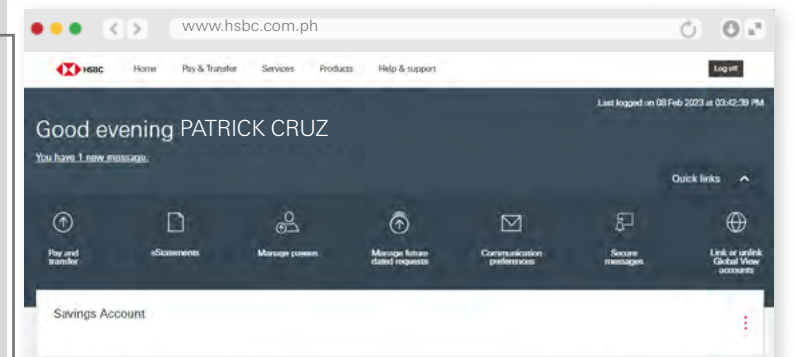 www.hsbc.com.ph
HSBC Home Pay & Transfer Services Products Help & support Log off
Last logged on 08 Feb 2023 at 03:42:39 PM
Good evening PATRICK CRUZ
You have 1 new message.
Quick links
Pay and transfer
eStatements
Manage payees
Manage future dated requests
Communication preferences
Secure messages
Link or unlink Global View accounts
Savings Account